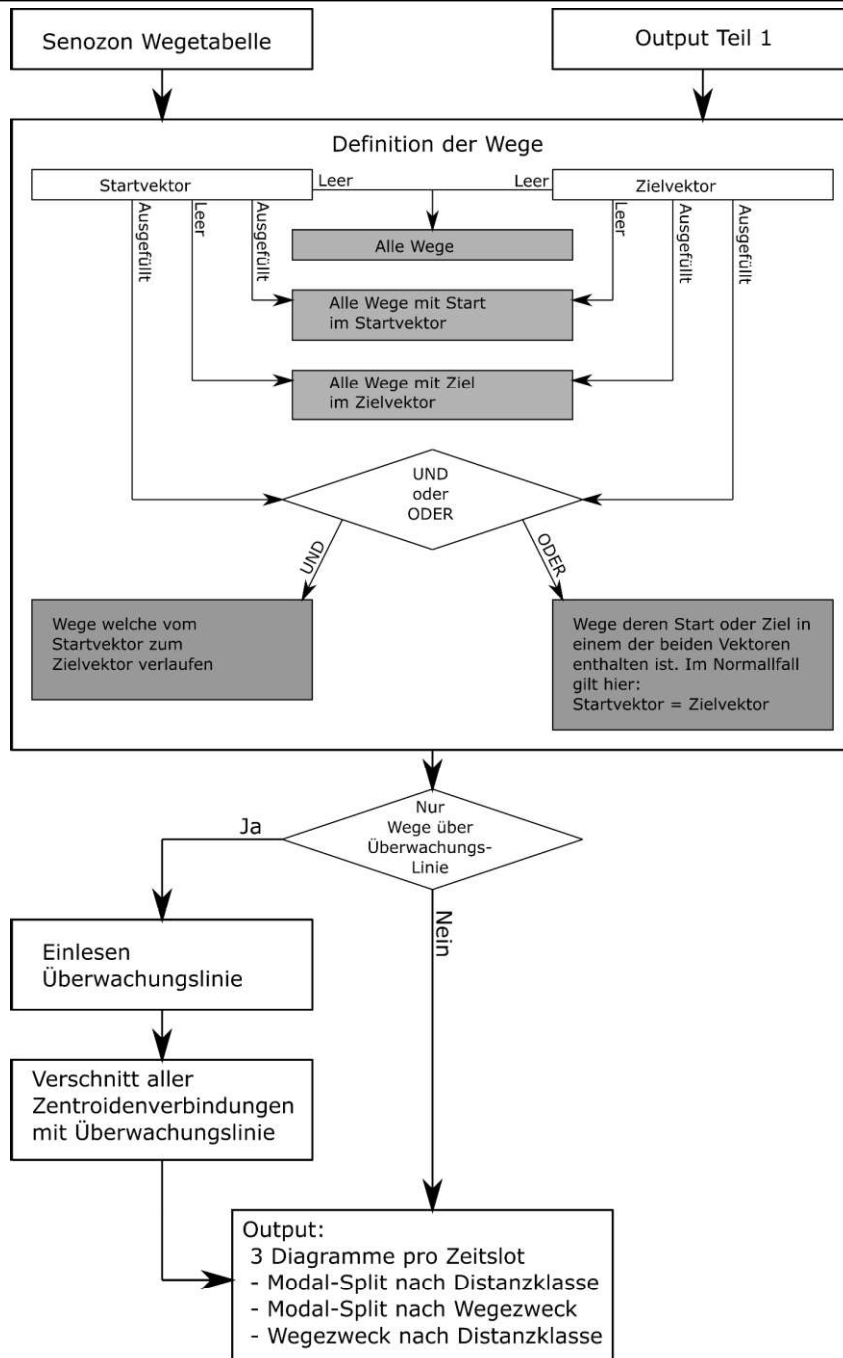 Senozon Wegetabelle
Output Teil 1
Definition der Wege
Startvektor
Leer
Leer
Zielvektor
Ausgefüllt
Leer
Ausgefüllt
Leer
Ausgefüllt
Ausgefüllt
Alle Wege
Alle Wege mit Start
im Startvektor
Alle Wege mit Ziel
im Zielvektor
UND
oder
ODER
UND
ODER
Wege welche vom
Startvektor zum
Zielvektor verlaufen
Wege deren Start oder Ziel in
einem der beiden Vektoren
enthalten ist. Im Normallfall
gilt hier:
Startvektor = Zielvektor
Nur
Wege über
Überwachungs-
Linie
Ja
Nein
Einlesen
Überwachungslinie
Verschnitt aller
Zentroidenverbindungen
mit Überwachungslinie
Output:
3 Diagramme pro Zeitslot
- Modal-Split nach Distanzklasse
- Modal-Split nach Wegezweck
- Wegezweck nach Distanzklasse